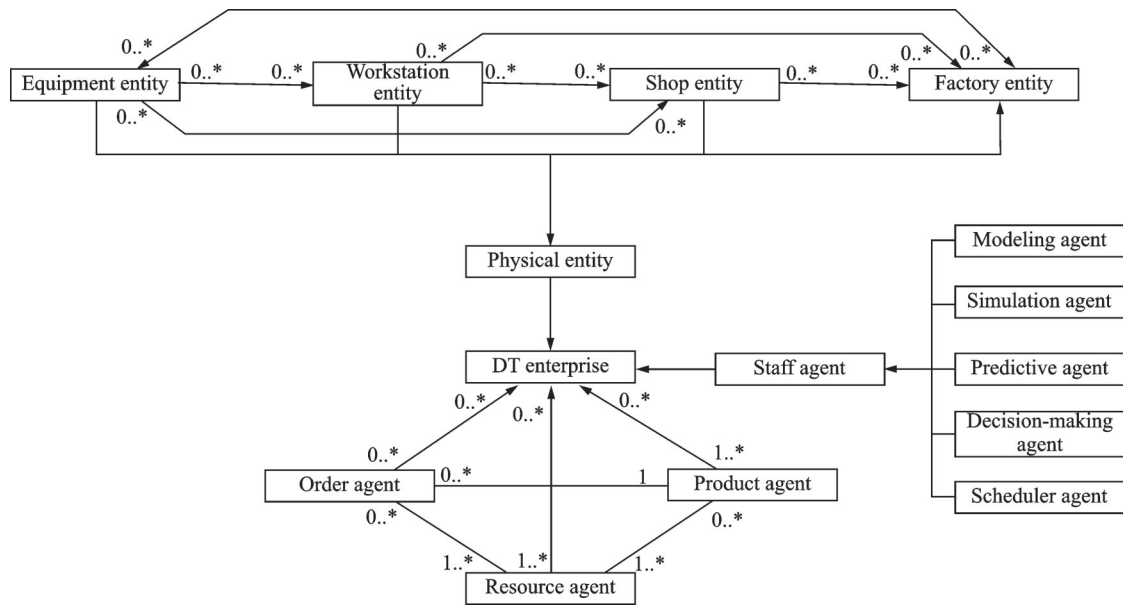 0..*
0..*
0..*
0..*
0..*
Equipment entity
0..*
0..*
Workstation
entity
0..*
0..*
Shop entity
0..*
0..*
Factory entity
0..*
0..*
Physical entity
Modeling agent
Simulation agent
DT enterprise
Staff agent
Predictive agent
0..*
0..*
0..*
Decision-making
agent
0..*
1..*
Order agent
0..*
1
Product agent
Scheduler agent
0..*
0..*
1..*
1..*
1..*
Resource agent